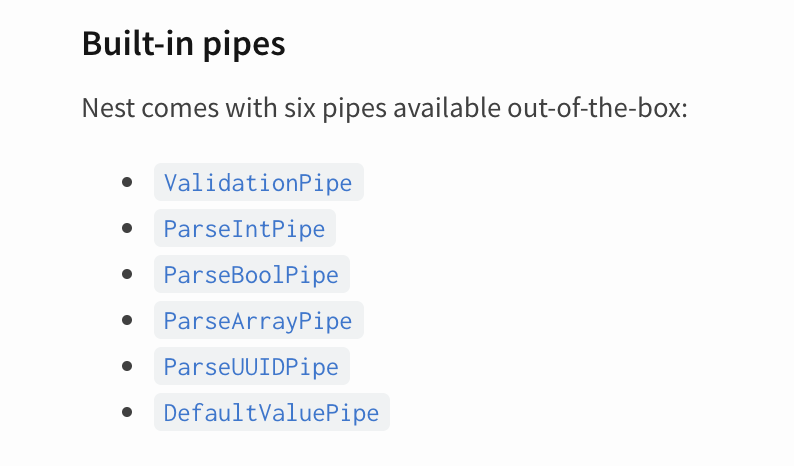 Built-in pipes
Nest comes with six pipes available out-of-the-box:
• ValidationPipe
• ParseIntPipe
• ParseBoolPipe
• ParseArrayPipe
• ParseUUIDPipe
• DefaultValuePipe